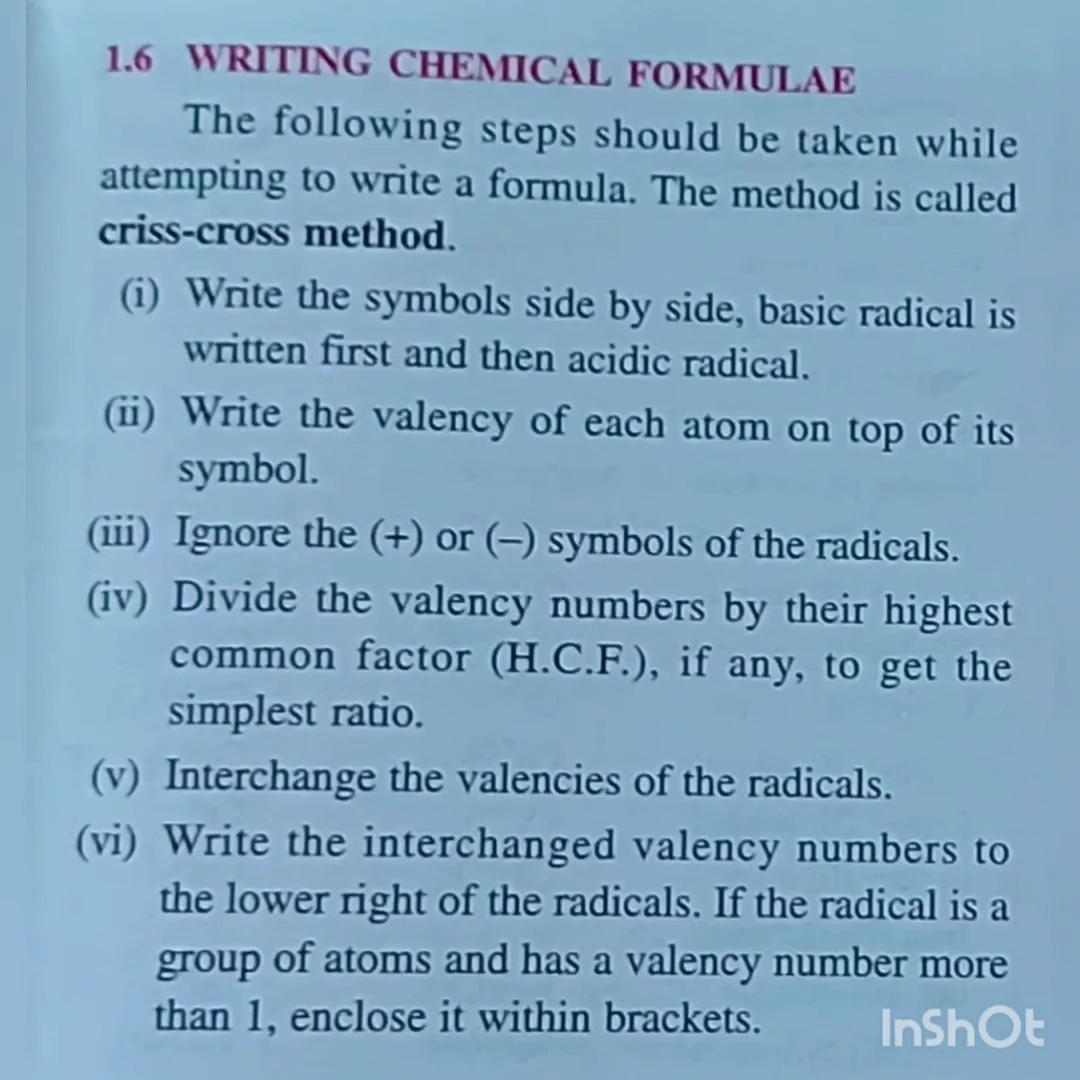 1.6 WRITING CHEMICAL FORMULAE
The following steps should be taken while
attempting to write a formula. The method is called
criss-cross method.
(i) Write the symbols side by side, basic radical is
written first and then acidic radical.
(ii) Write the valency of each atom on top of its
symbol.
(iii) Ignore the (+) or (–) symbols of the radicals.
(iv) Divide the valency numbers by their highest
common factor (H.C.F.), if any, to get the
simplest ratio.
(v) Interchange the valencies of the radicals.
(vi) Write the interchanged valency numbers to
the lower right of the radicals. If the radical is a
group of atoms and has a valency number more
than 1, enclose it within brackets.
InShOt